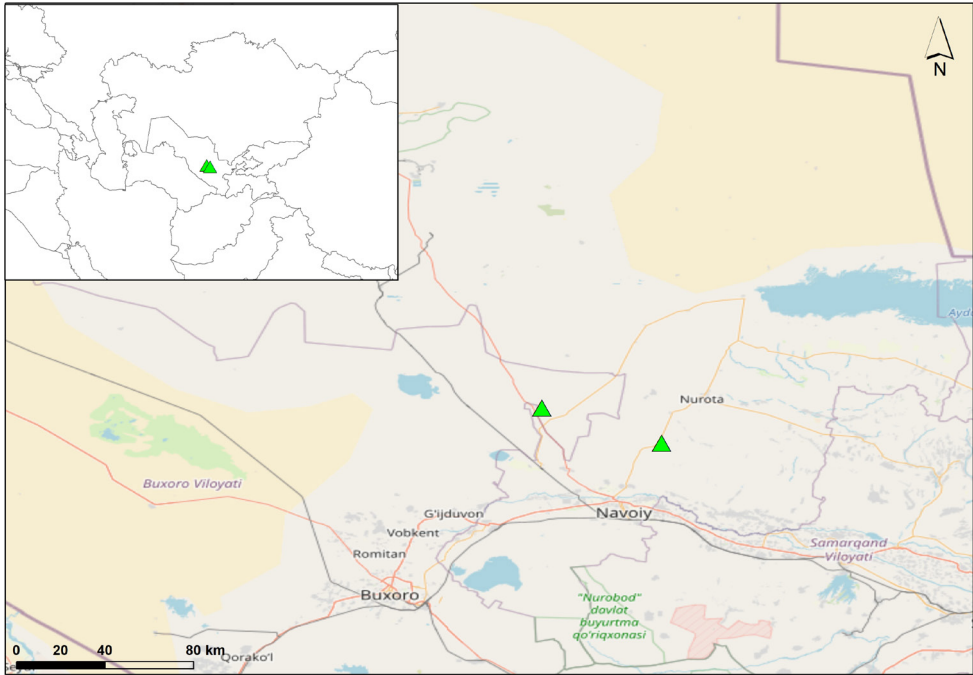 N
Aydar
Nurota
Buxoro Viloyati
G'ijduvon
Navoiy
Vobkent
Samarqand
Viloyati
Romitan
Buxoro
"Nurobod"
davlat
buyurtma
qo'riqxonasi
Qorako'l
0 20 40 80 km